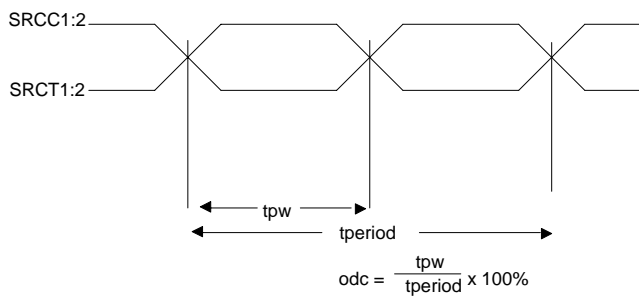 SRCC1:2
SRCT1:2
tpw
tperiod
odc = tpw / tperiod x 100%